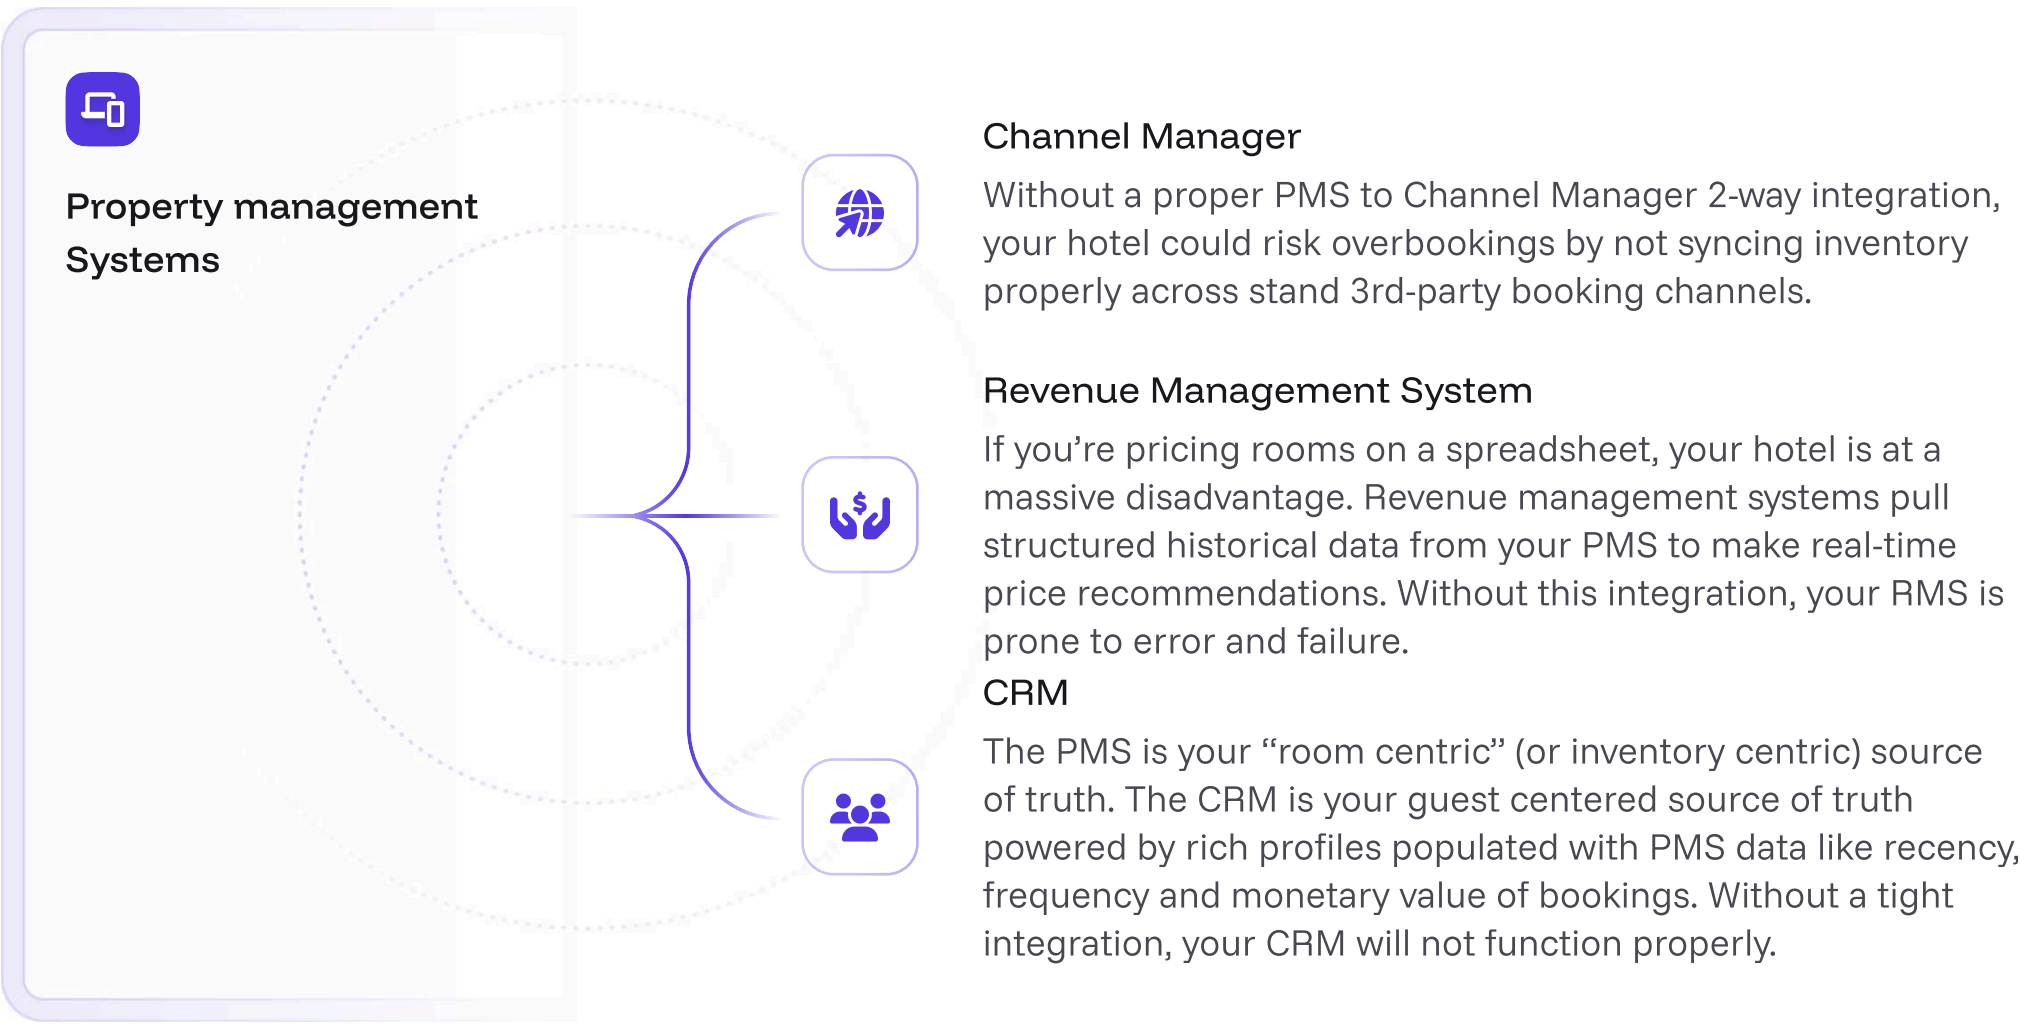 Property management
Systems
Channel Manager
Without a proper PMS to Channel Manager 2-way integration,
your hotel could risk overbookings by not syncing inventory
properly across stand 3rd-party booking channels.
Revenue Management System
If you’re pricing rooms on a spreadsheet, your hotel is at a
massive disadvantage. Revenue management systems pull
structured historical data from your PMS to make real-time
price recommendations. Without this integration, your RMS is
prone to error and failure.
CRM
The PMS is your “room centric” (or inventory centric) source
of truth. The CRM is your guest centered source of truth
powered by rich profiles populated with PMS data like recency,
frequency and monetary value of bookings. Without a tight
integration, your CRM will not function properly.